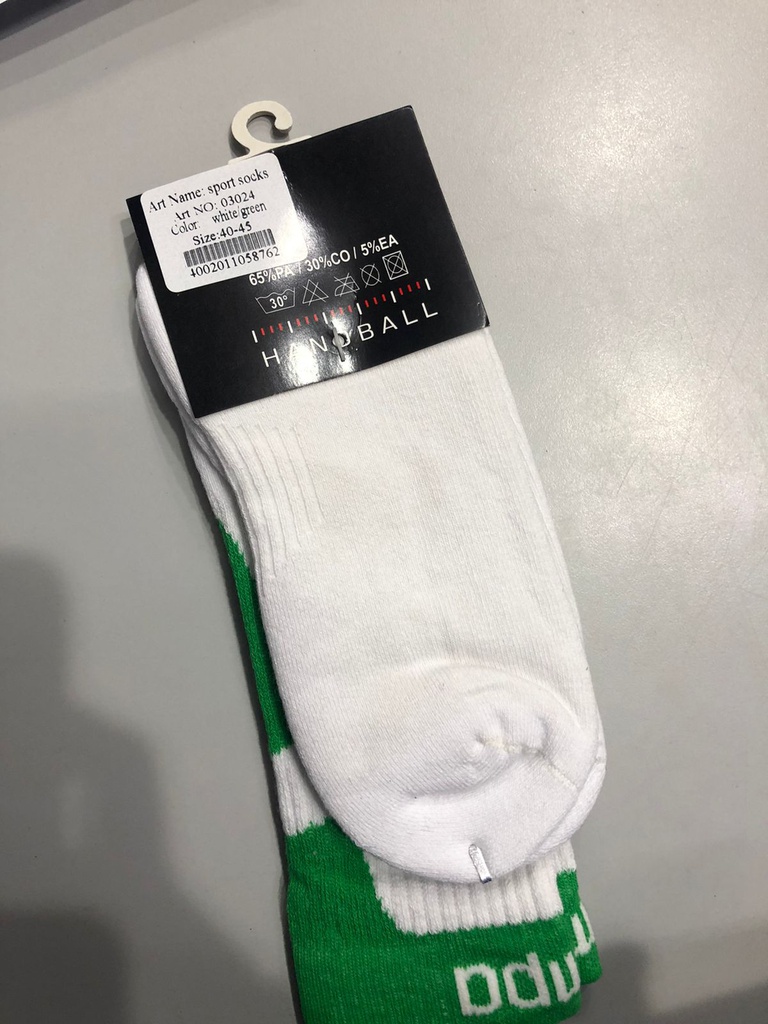 Art Name: sport socks
Art NO: 03024
Color: white/green
Size:40-45
4002011058762
65%PA / 30%CO / 5%EA
30°
HANDBALL